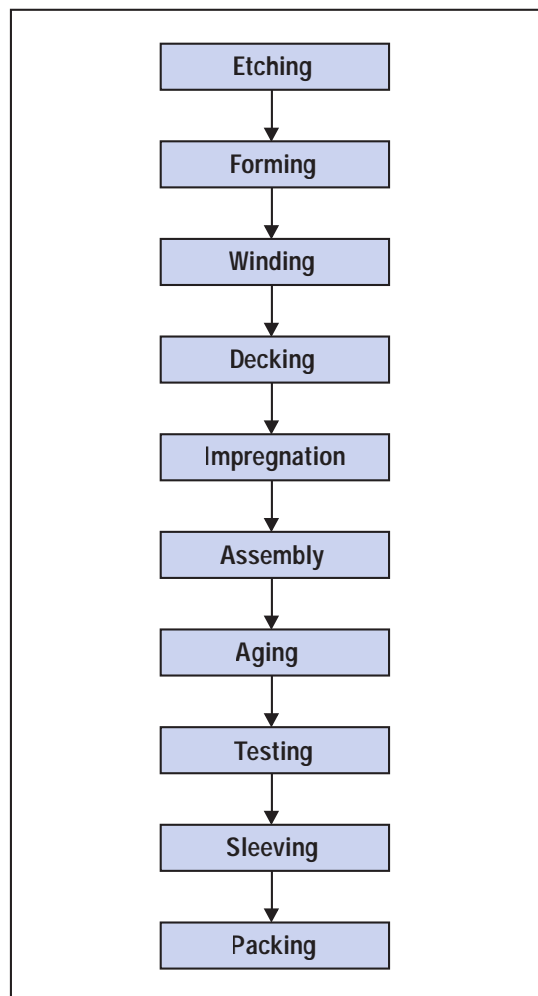 Etching
Forming
Winding
Decking
Impregnation
Assembly
Aging
Testing
Sleeving
Packing